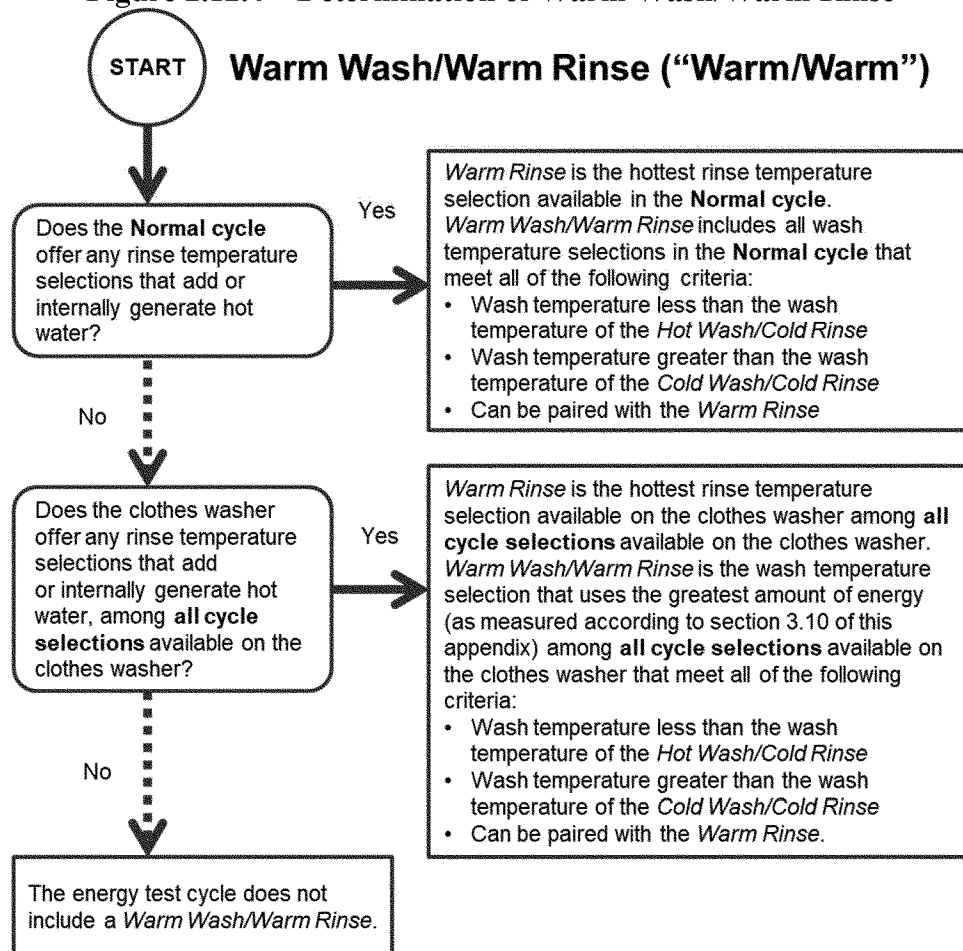 Figure 2.12.4 Determination of Warm Wash/Warm Rinse
START
Warm Wash/Warm Rinse (“Warm/Warm”)
Does the Normal cycle
offer any rinse temperature
selections that add or
internally generate hot
water?
Yes
Warm Rinse is the hottest rinse temperature
selection available in the Normal cycle.
Warm Wash/Warm Rinse includes all wash
temperature selections in the Normal cycle that
meet all of the following criteria:
• Wash temperature less than the wash
temperature of the Hot Wash/Cold Rinse
• Wash temperature greater than the wash
temperature of the Cold Wash/Cold Rinse
• Can be paired with the Warm Rinse
No
Does the clothes washer
offer any rinse temperature
selections that add
or internally generate hot
water, among all cycle
selections available on the
clothes washer?
Yes
Warm Rinse is the hottest rinse temperature
selection available on the clothes washer among all
cycle selections available on the clothes washer.
Warm Wash/Warm Rinse is the wash temperature
selection that uses the greatest amount of energy
(as measured according to section 3.10 of this
appendix) among all cycle selections available on
the clothes washer that meet all of the following
criteria:
• Wash temperature less than the wash
temperature of the Hot Wash/Cold Rinse
• Wash temperature greater than the wash
temperature of the Cold Wash/Cold Rinse
• Can be paired with the Warm Rinse.
No
The energy test cycle does not
include a Warm Wash/Warm Rinse.